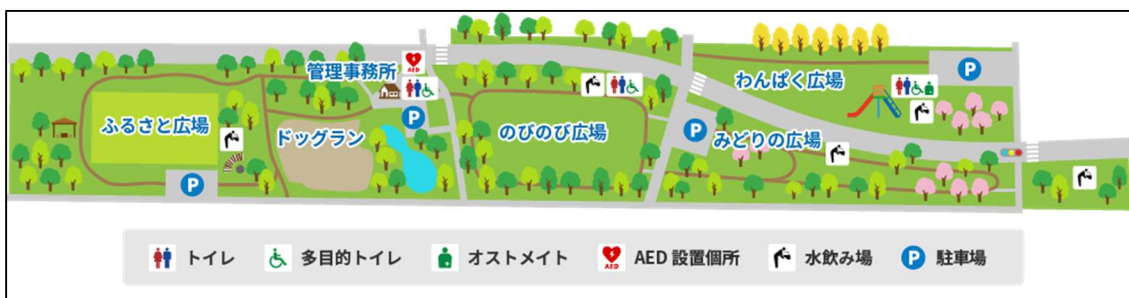 管理事務所
AED
わんぱく広場
P
ふるさと広場
ドッグラン
P
のびのび広場
P
みどりの広場
P
トイレ
多目的トイレ
オストメイト
AED
AED 設置個所
水飲み場
P
駐車場